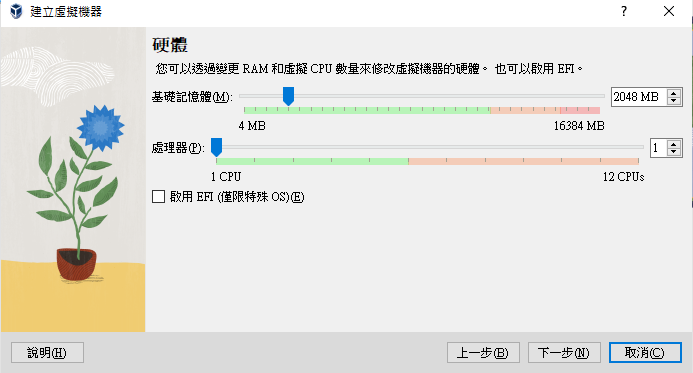 建立虛擬機器
硬體
您可以透過變更 RAM 和虛擬 CPU 數量來修改虛擬機器的硬體。 也可以啟用 EFI。
基礎記憶體(M):
2048 MB
4 MB
16384 MB
處理器(P):
1
1 CPU
12 CPUs
啟用 EFI (僅限特殊 OS)(E)
說明(H)
上一步(B)
下一步(N)
取消(C)